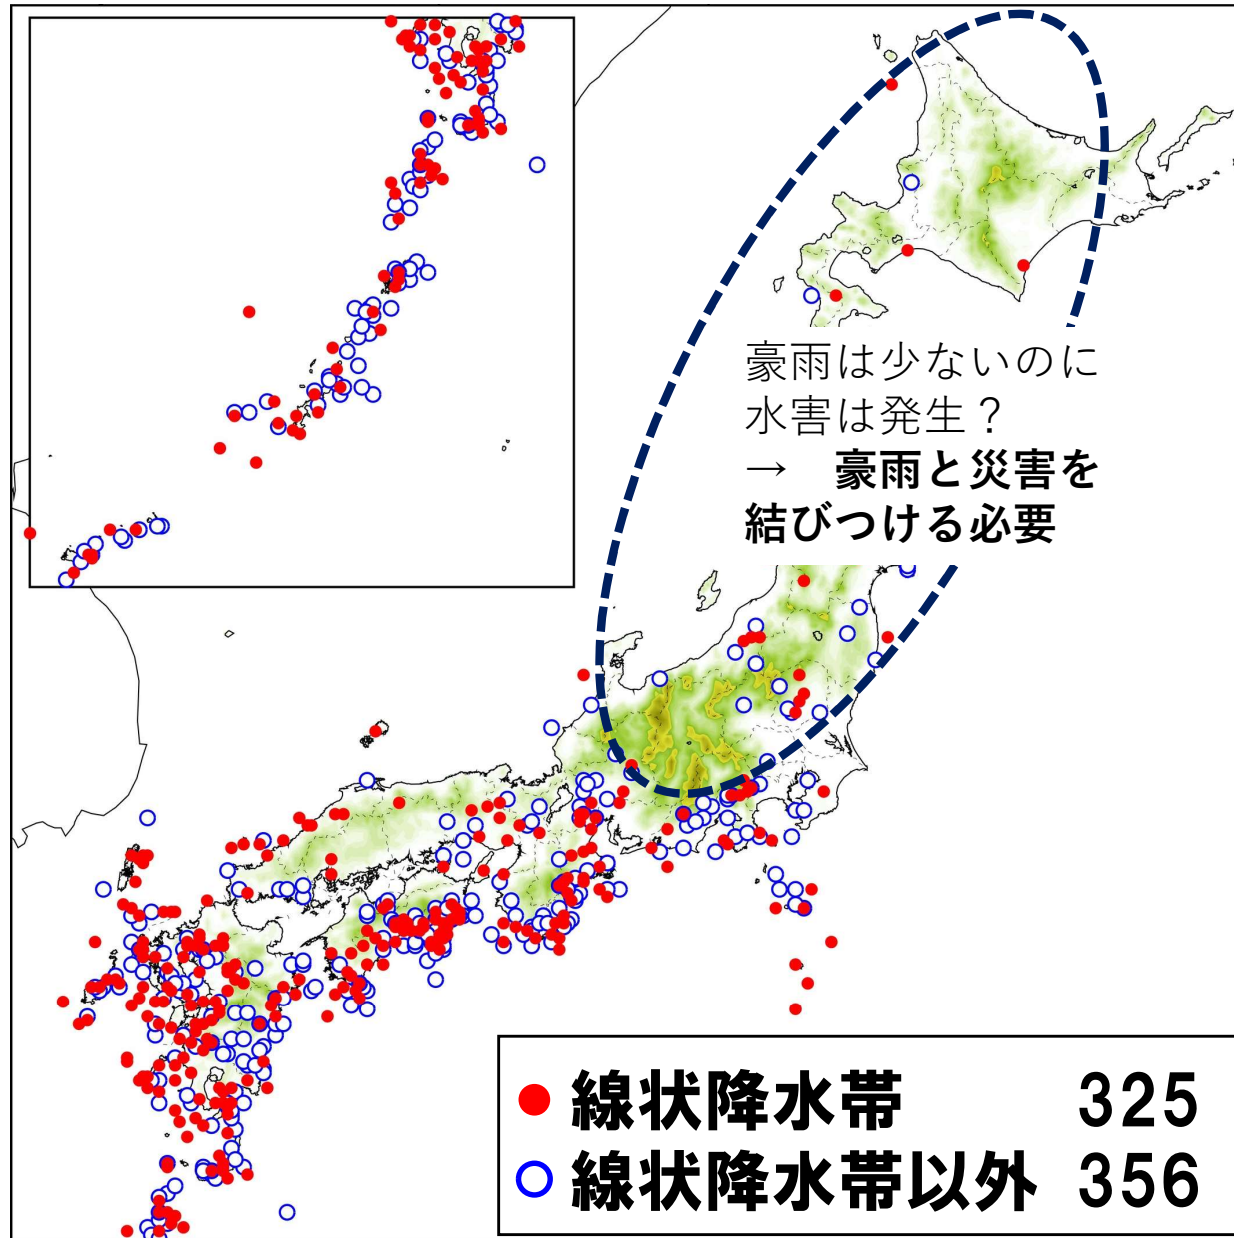 豪雨は少ないのに
水害は発生？
→　豪雨と災害を
結びつける必要
線状降水帯　325
線状降水帯以外　356